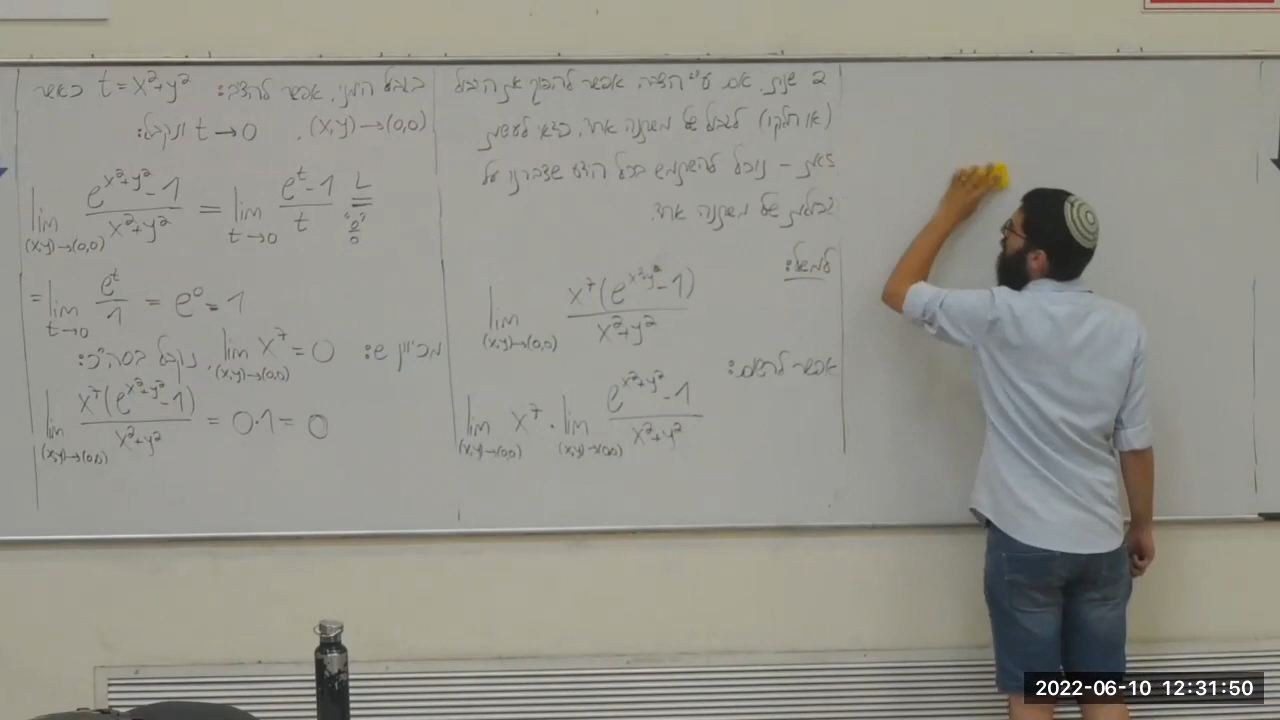 2 שיטת אם ע"י הצבה אפשר להפוך את הגבול
(או חלקו) לגבול של משתנה אחד, כדאי לעשות
זאת – נוכל להשתמש בכל הידע שצברנו על
גבולות של משתנה אחד.
למשל:
lim (x,y)→(0,0) x⁷(e^(x²+y²)-1) / x²+y²
אפשר לרשום:
lim (x,y)→(0,0) x⁷ · lim (x,y)→(0,0) e^(x²+y²)-1 / x²+y²
בגבול הימני, אפשר להציב: t = x²+y² כאשר
(x,y)→(0,0), t→0 ונקבל:
lim (x,y)→(0,0) e^(x²+y²)-1 / x²+y² = lim t→0 e^t-1 / t =^L "0/0"
= lim t→0 e^t / 1 = e⁰ = 1
מכיוון ש: lim (x,y)→(0,0) x⁷ = 0, נקבל בסה"כ:
lim (x,y)→(0,0) x⁷(e^(x²+y²)-1) / x²+y² = 0·1 = 0
2022-06-10 12:31:50